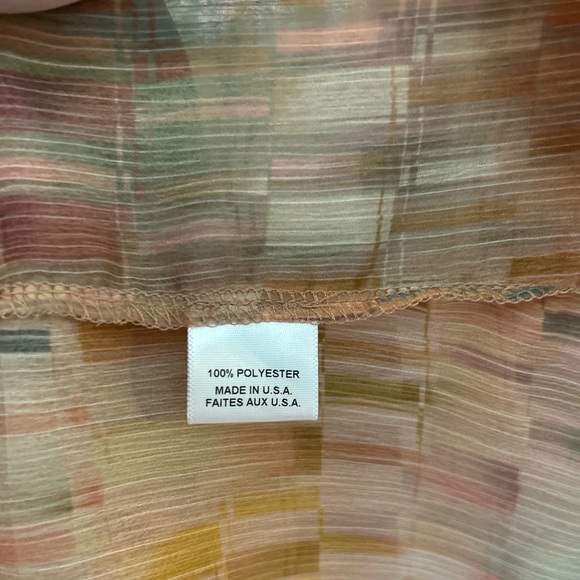 100% POLYESTER
MADE IN U.S.A.
FAITES AUX U.S.A.